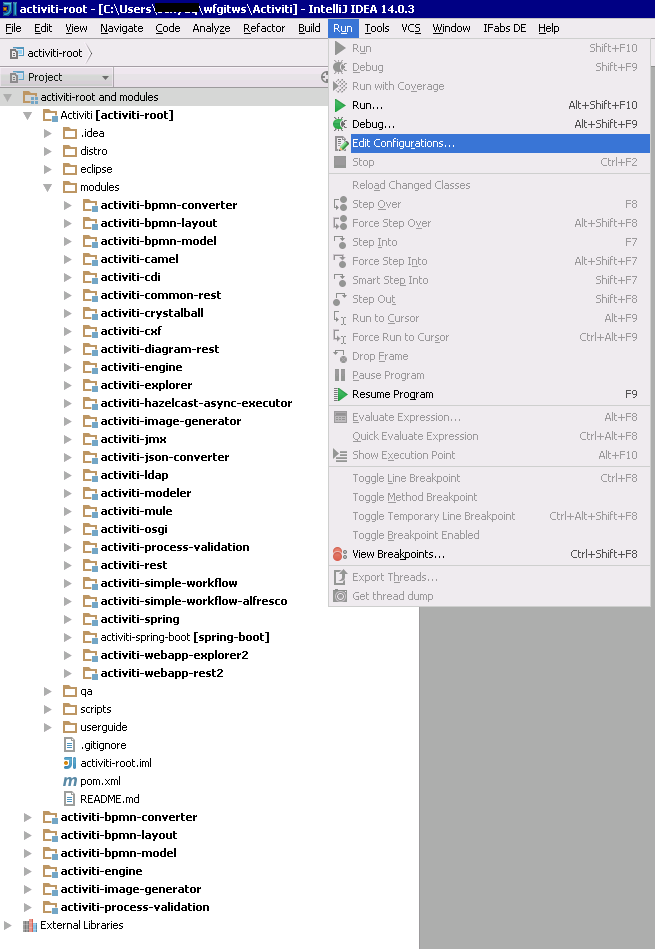 activiti-root - [C:\Users\ \wfgitws\Activiti] - IntelliJ IDEA 14.0.3
File Edit View Navigate Code Analyze Refactor Build Run Tools VCS Window IFabs DE Help
activiti-root
Project
activiti-root and modules
Activiti [activiti-root]
.idea
distro
eclipse
modules
activiti-bpmn-converter
activiti-bpmn-layout
activiti-bpmn-model
activiti-camel
activiti-cdi
activiti-common-rest
activiti-crystalball
activiti-cxf
activiti-diagram-rest
activiti-engine
activiti-explorer
activiti-hazelcast-async-executor
activiti-image-generator
activiti-jmx
activiti-json-converter
activiti-ldap
activiti-modeler
activiti-mule
activiti-osgi
activiti-process-validation
activiti-rest
activiti-simple-workflow
activiti-simple-workflow-alfresco
activiti-spring
activiti-spring-boot [spring-boot]
activiti-webapp-explorer2
activiti-webapp-rest2
qa
scripts
userguide
.gitignore
activiti-root.iml
pom.xml
README.md
activiti-bpmn-converter
activiti-bpmn-layout
activiti-bpmn-model
activiti-engine
activiti-image-generator
activiti-process-validation
External Libraries
Run Shift+F10
Debug Shift+F9
Run with Coverage
Run... Alt+Shift+F10
Debug... Alt+Shift+F9
Edit Configurations...
Stop Ctrl+F2
Reload Changed Classes
Step Over F8
Force Step Over Alt+Shift+F8
Step Into F7
Force Step Into Alt+Shift+F7
Smart Step Into Shift+F7
Step Out Shift+F8
Run to Cursor Alt+F9
Force Run to Cursor Ctrl+Alt+F9
Drop Frame
Pause Program
Resume Program F9
Evaluate Expression... Alt+F8
Quick Evaluate Expression Ctrl+Alt+F8
Show Execution Point Alt+F10
Toggle Line Breakpoint Ctrl+F8
Toggle Method Breakpoint
Toggle Temporary Line Breakpoint Ctrl+Alt+Shift+F8
Toggle Breakpoint Enabled
View Breakpoints... Ctrl+Shift+F8
Export Threads...
Get thread dump